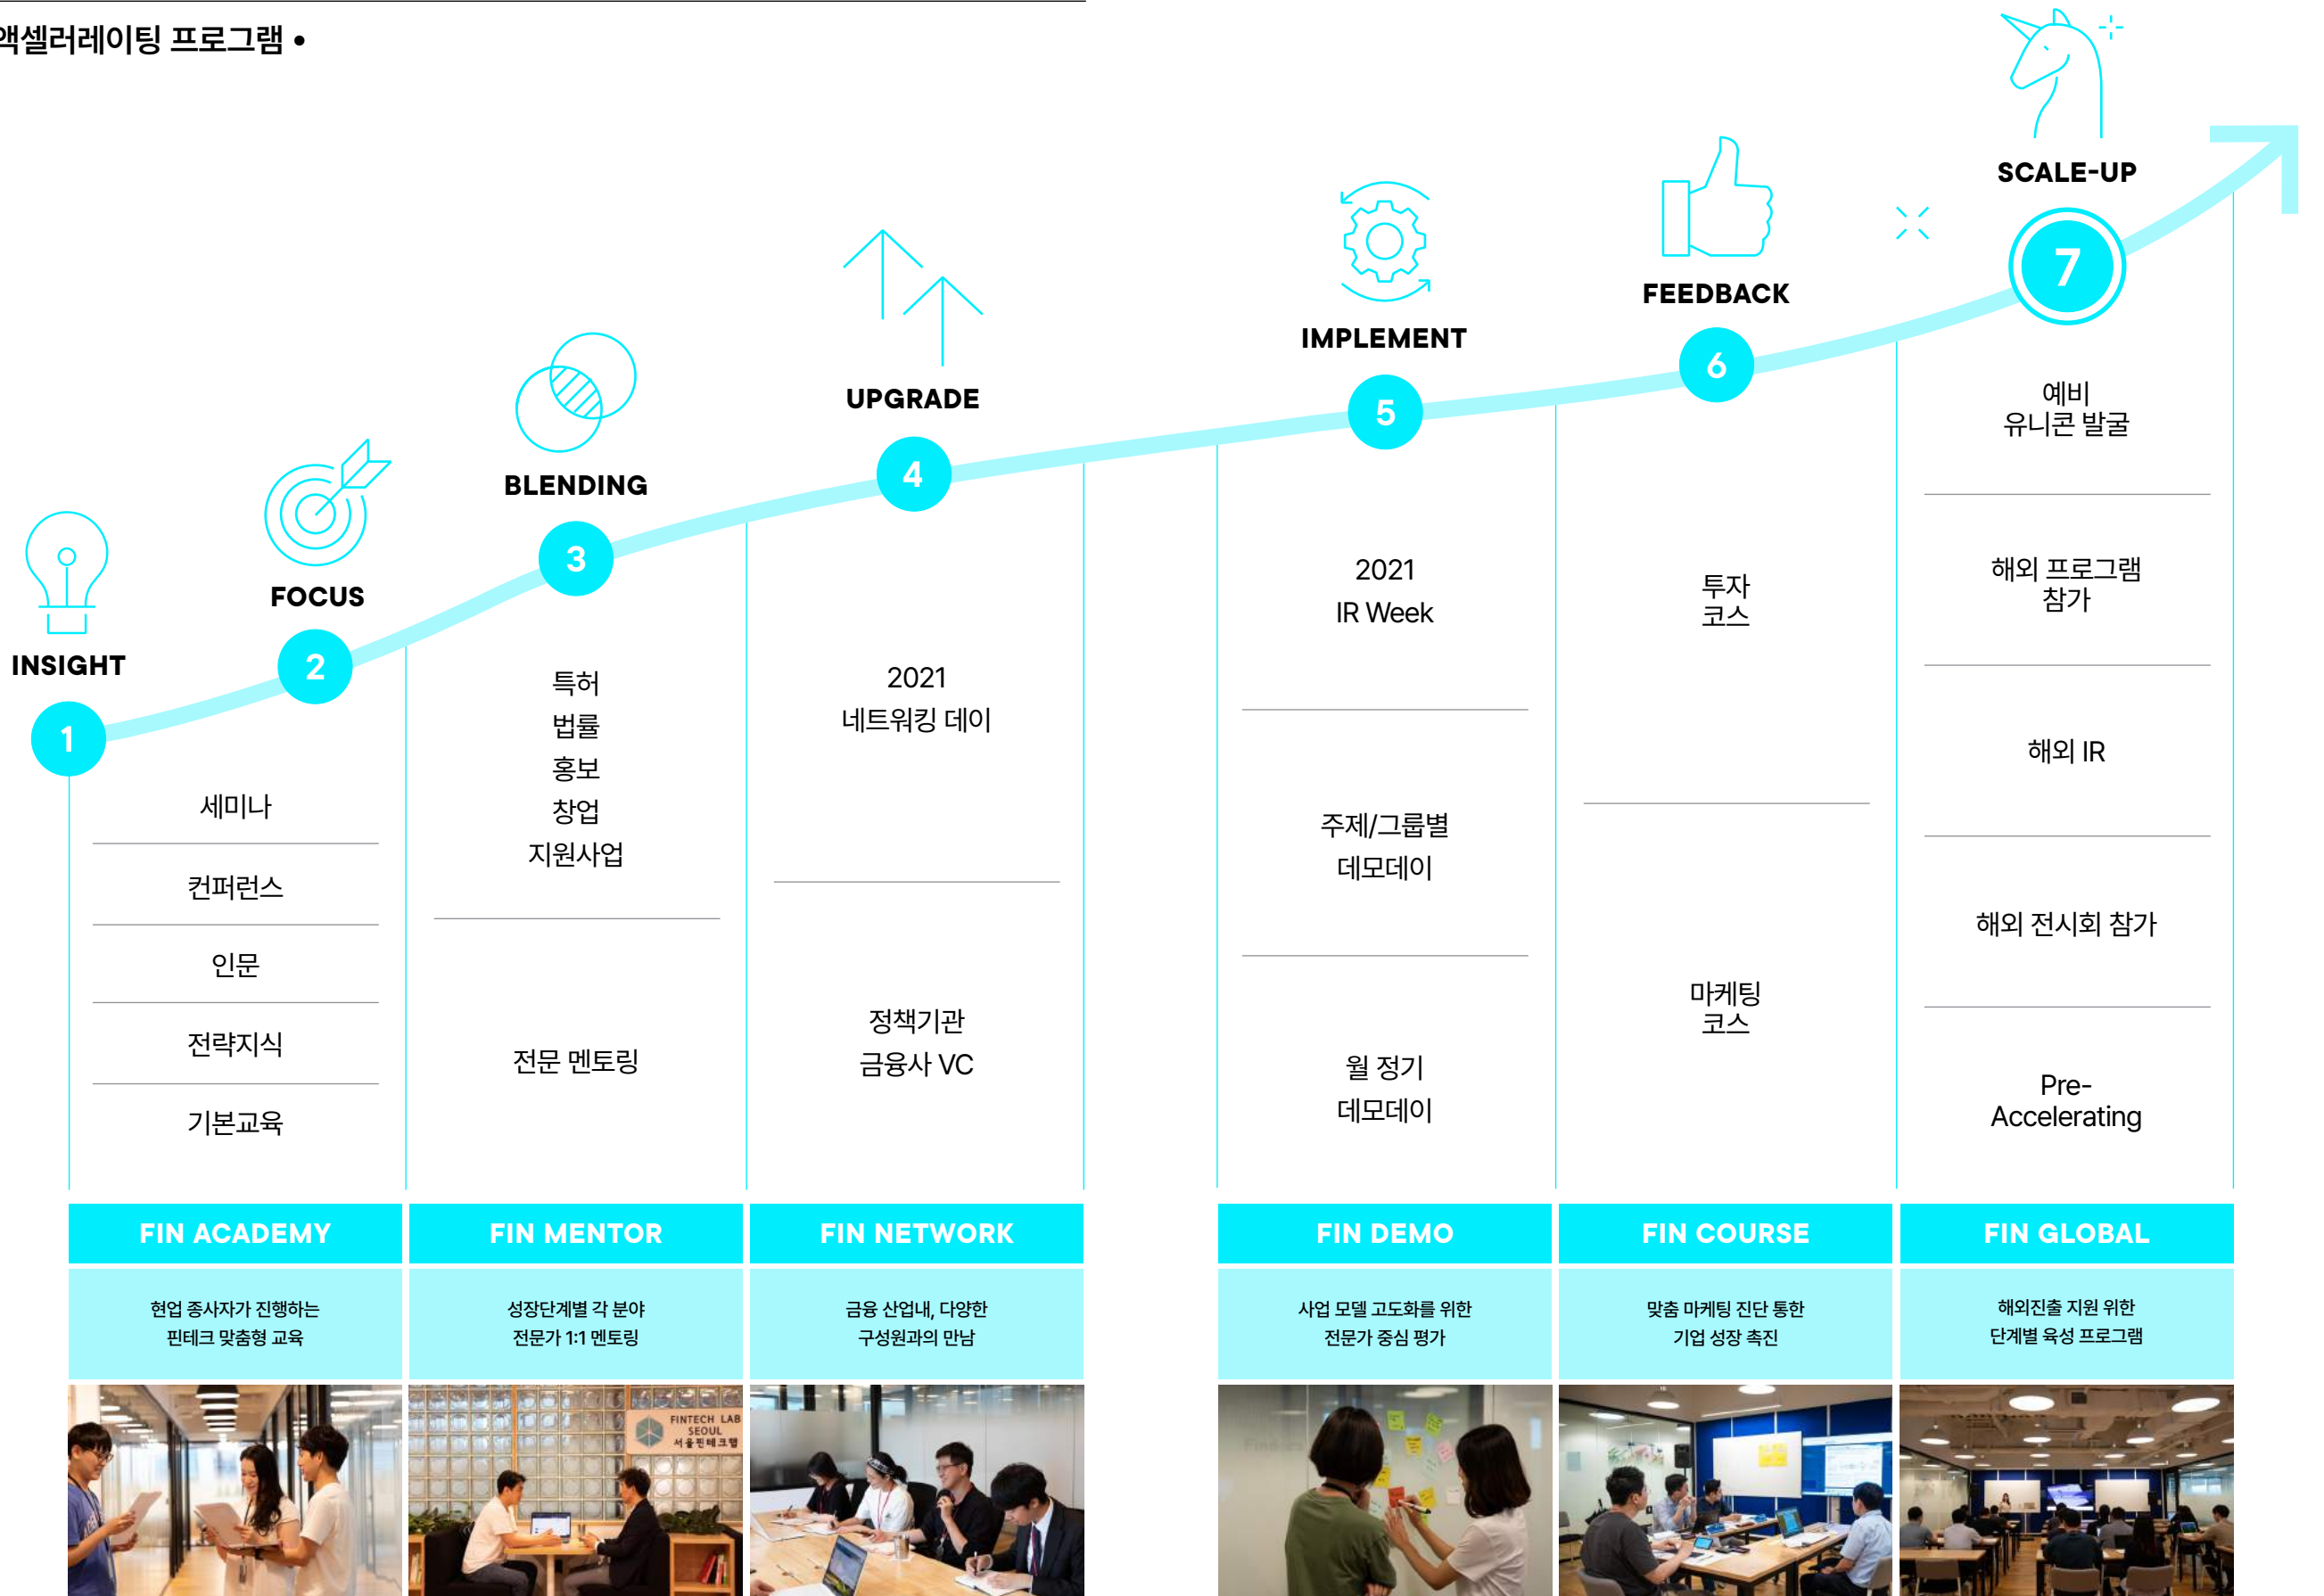 액셀러레이팅 프로그램 •
INSIGHT
1
FOCUS
2
BLENDING
3
UPGRADE
4
IMPLEMENT
5
FEEDBACK
6
SCALE-UP
7
세미나
컨퍼런스
인문
전략지식
기본교육
특허
법률
홍보
창업
지원사업
전문 멘토링
2021
네트워킹 데이
정책기관
금융사 VC
2021
IR Week
주제/그룹별
데모데이
월 정기
데모데이
투자
코스
마케팅
코스
예비
유니콘 발굴
해외 프로그램
참가
해외 IR
해외 전시회 참가
Pre-
Accelerating
FIN ACADEMY
현업 종사자가 진행하는
핀테크 맞춤형 교육
FIN MENTOR
성장단계별 각 분야
전문가 1:1 멘토링
FIN NETWORK
금융 산업내, 다양한
구성원과의 만남
FIN DEMO
사업 모델 고도화를 위한
전문가 중심 평가
FIN COURSE
맞춤 마케팅 진단 통한
기업 성장 촉진
FIN GLOBAL
해외진출 지원 위한
단계별 육성 프로그램
FINTECH LAB
SEOUL
서울핀테크랩